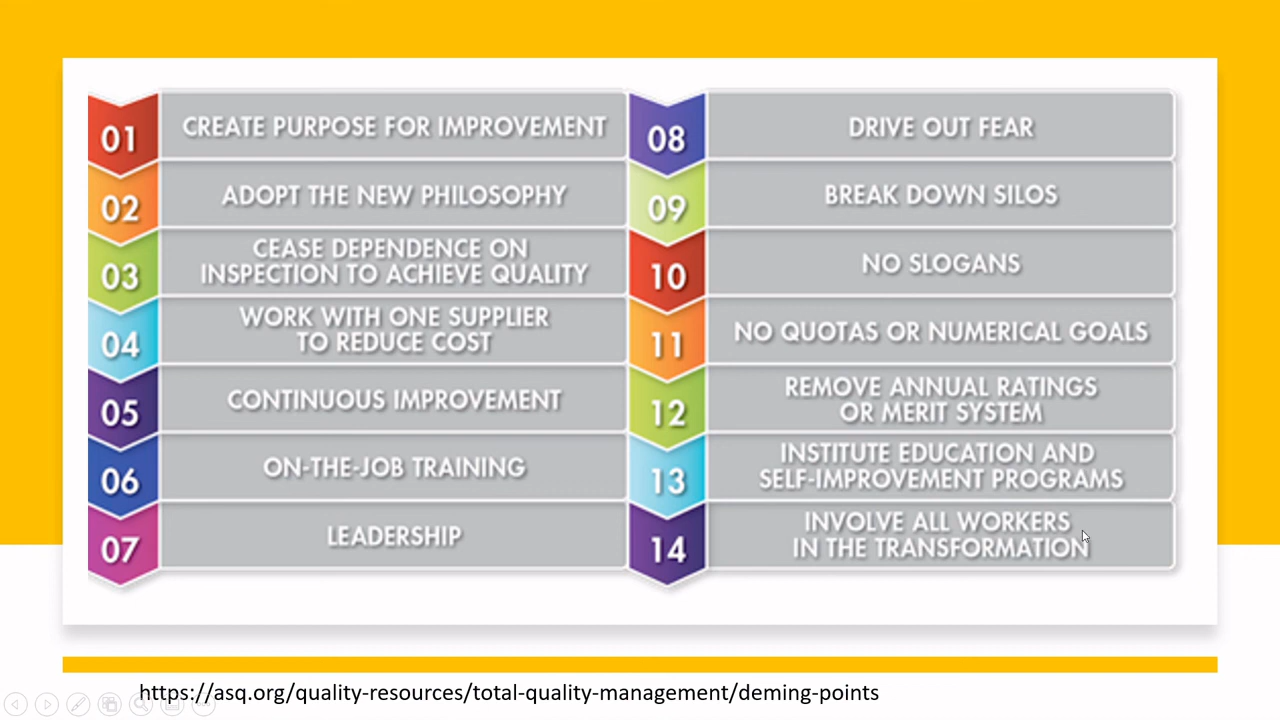 01
CREATE PURPOSE FOR IMPROVEMENT
02
ADOPT THE NEW PHILOSOPHY
03
CEASE DEPENDENCE ON
INSPECTION TO ACHIEVE QUALITY
04
WORK WITH ONE SUPPLIER
TO REDUCE COST
05
CONTINUOUS IMPROVEMENT
06
ON-THE-JOB TRAINING
07
LEADERSHIP
08
DRIVE OUT FEAR
09
BREAK DOWN SILOS
10
NO SLOGANS
11
NO QUOTAS OR NUMERICAL GOALS
12
REMOVE ANNUAL RATINGS
OR MERIT SYSTEM
13
INSTITUTE EDUCATION AND
SELF-IMPROVEMENT PROGRAMS
14
INVOLVE ALL WORKERS
IN THE TRANSFORMATION
https://asq.org/quality-resources/total-quality-management/deming-points